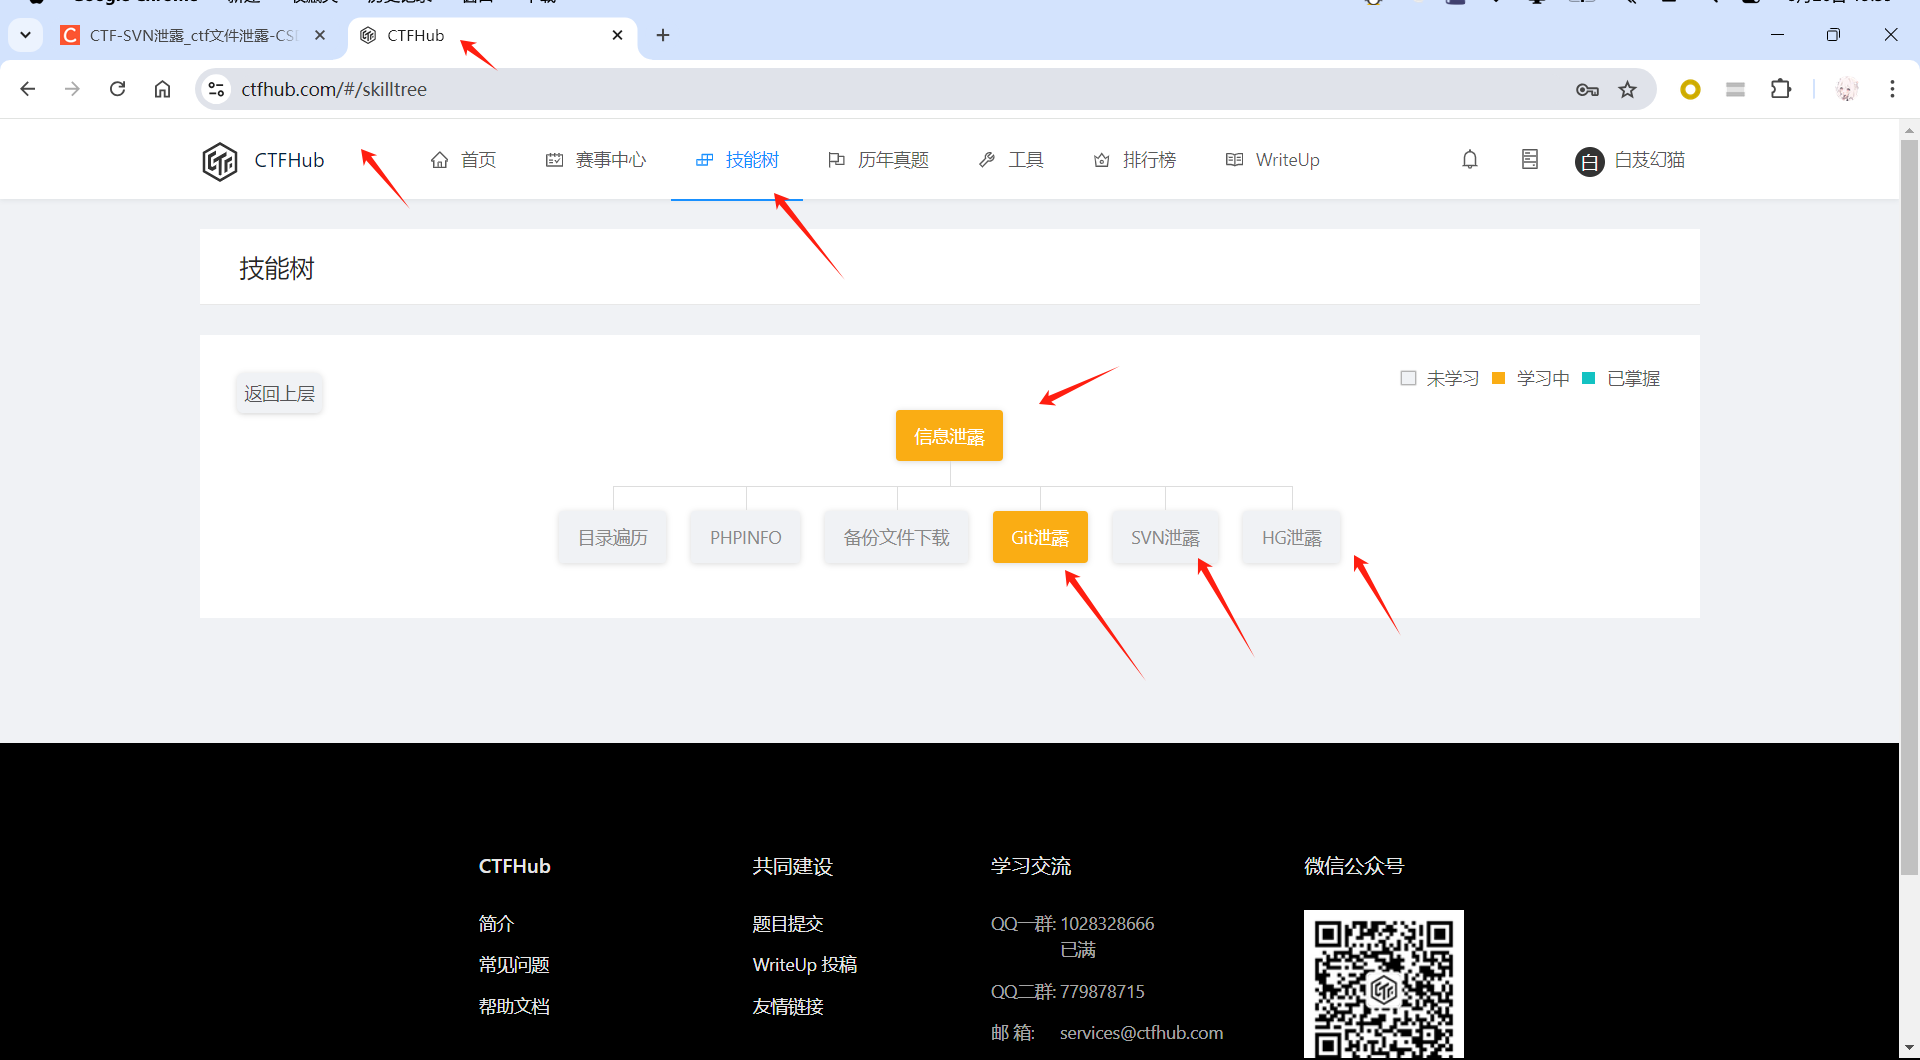 CTF-SVN泄露_ctf文件泄露-CS
CTFHub
ctfhub.com/#/skilltree
CTFHub
首页
赛事中心
技能树
历年真题
工具
排行榜
WriteUp
白
白芨幻猫
技能树
返回上层
未学习
学习中
已掌握
信息泄露
目录遍历
PHPINFO
备份文件下载
Git泄露
SVN泄露
HG泄露
CTFHub
简介
常见问题
帮助文档
共同建设
题目提交
WriteUp 投稿
友情链接
学习交流
QQ一群: 1028328666
已满
QQ二群: 779878715
邮 箱: services@ctfhub.com
微信公众号